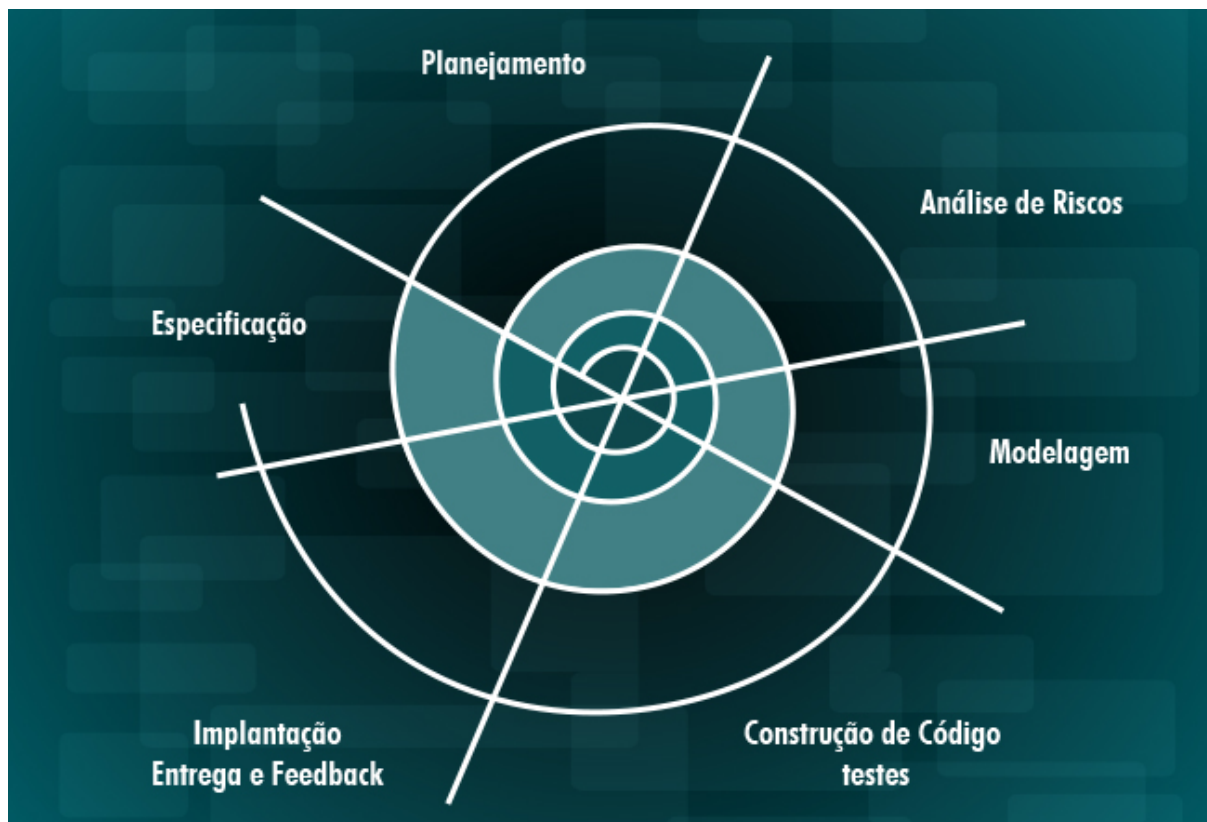 Planejamento
Análise de Riscos
Especificação
Modelagem
Implantação
Entrega e Feedback
Construção de Código
testes